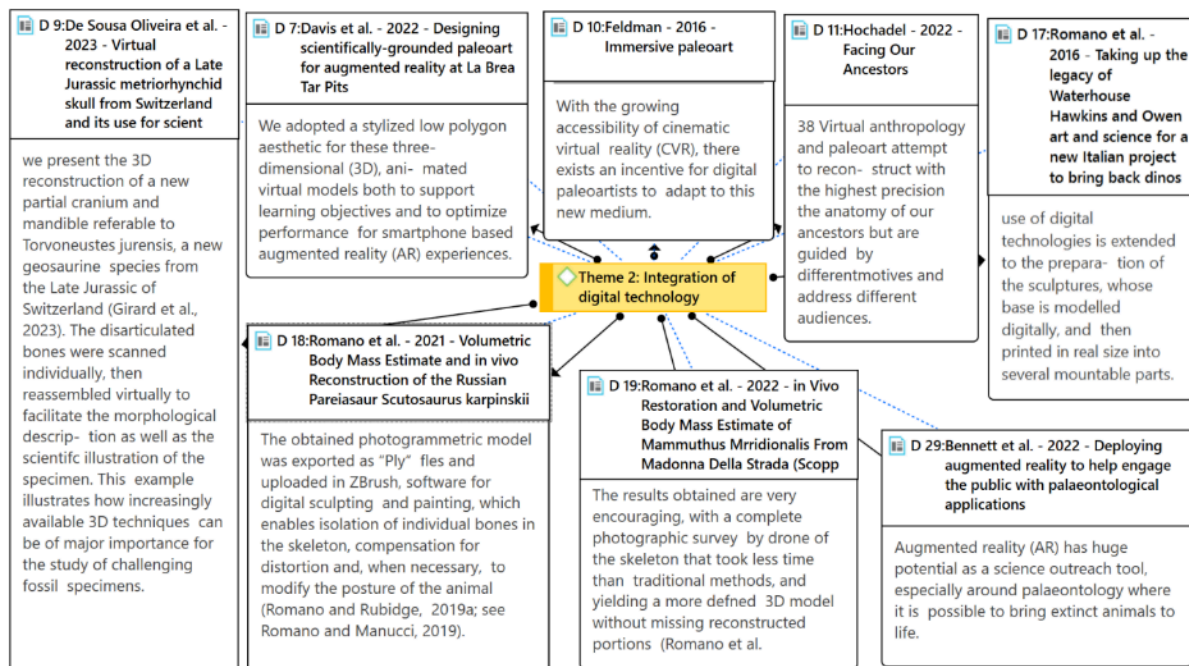 D 9:De Sousa Oliveira et al. -
2023 - Virtual
reconstruction of a Late
Jurassic metriorhynchid
skull from Switzerland
and its use for scient
we present the 3D
reconstruction of a new
partial cranium and
mandible referable to
Torvoneustes jurensis, a new
geosaurine species from
the Late Jurassic of
Switzerland (Girard et al.,
2023). The disarticulated
bones were scanned
individually, then
reassembled virtually to
facilitate the morphological
descrip- tion as well as the
scientifc illustration of the
specimen. This example
illustrates how increasingly
available 3D techniques can
be of major importance for
the study of challenging
fossil specimens.
D 7:Davis et al. - 2022 - Designing
scientifically-grounded paleoart
for augmented reality at La Brea
Tar Pits
We adopted a stylized low polygon
aesthetic for these three-
dimensional (3D), ani- mated
virtual models both to support
learning objectives and to optimize
performance for smartphone based
augmented reality (AR) experiences.
D 10:Feldman - 2016 -
Immersive paleoart
With the growing
accessibility of cinematic
virtual reality (CVR), there
exists an incentive for digital
paleoartists to adapt to this
new medium.
D 11:Hochadel - 2022 -
Facing Our
Ancestors
38 Virtual anthropology
and paleoart attempt
to recon- struct with
the highest precision
the anatomy of our
ancestors but are
guided by
differentmotives and
address different
audiences.
D 17:Romano et al. -
2016 - Taking up the
legacy of
Waterhouse
Hawkins and Owen
art and science for a
new Italian project
to bring back dinos
use of digital
technologies is extended
to the prepara- tion of
the sculptures, whose
base is modelled
digitally, and then
printed in real size into
several mountable parts.
Theme 2: Integration of
digital technology
D 18:Romano et al. - 2021 - Volumetric
Body Mass Estimate and in vivo
Reconstruction of the Russian
Pareiasaur Scutosaurus karpinskii
The obtained photogrammetric model
was exported as "Ply" fles and
uploaded in ZBrush, software for
digital sculpting and painting, which
enables isolation of individual bones in
the skeleton, compensation for
distortion and, when necessary, to
modify the posture of the animal
(Romano and Rubidge, 2019a; see
Romano and Manucci, 2019).
D 19:Romano et al. - 2022 - in Vivo
Restoration and Volumetric
Body Mass Estimate of
Mammuthus Mrridionalis From
Madonna Della Strada (Scopp
The results obtained are very
encouraging, with a complete
photographic survey by drone of
the skeleton that took less time
than traditional methods, and
yielding a more defned 3D model
without missing reconstructed
portions (Romano et al.
D 29:Bennett et al. - 2022 - Deploying
augmented reality to help engage
the public with palaeontological
applications
Augmented reality (AR) has huge
potential as a science outreach tool,
especially around palaeontology where
it is possible to bring extinct animals to
life.